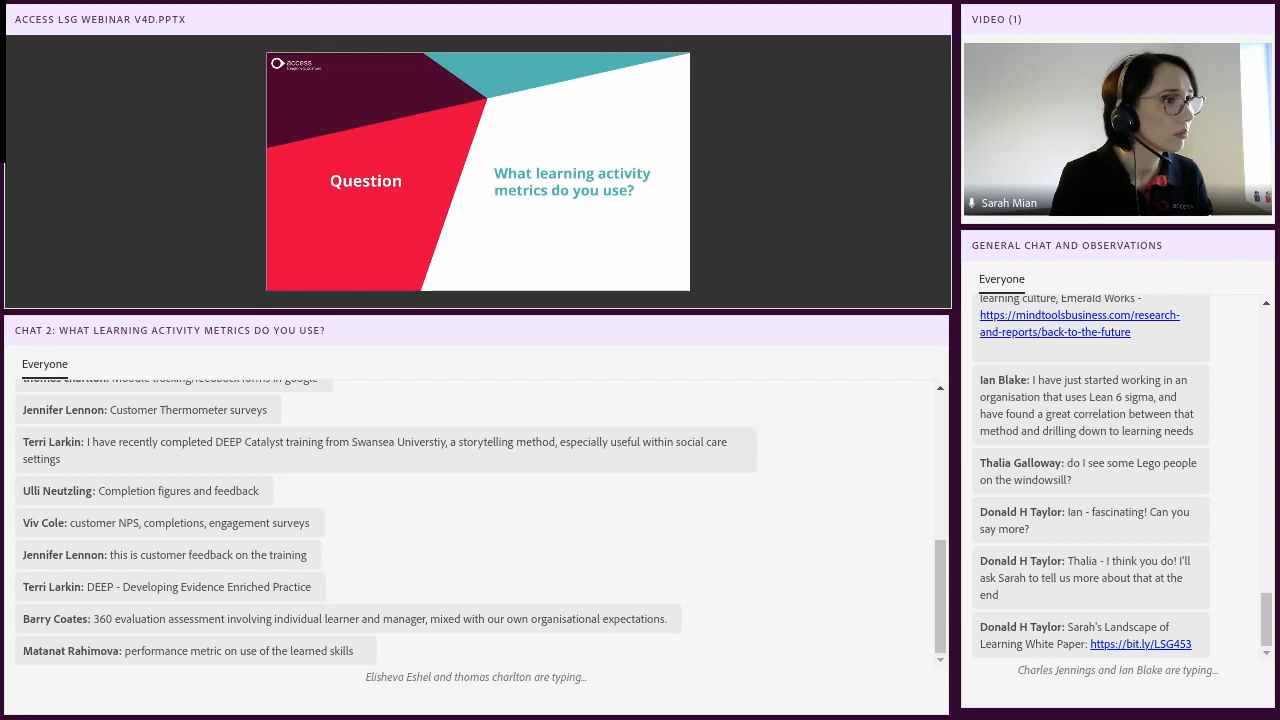 ACCESS LSG WEBINAR V4D.PPTX
access
Question
What learning activity
metrics do you use?
VIDEO (1)
access
Sarah Mian
CHAT 2: WHAT LEARNING ACTIVITY METRICS DO YOU USE?
Everyone
thomas charlton: Moodle tracking/feedback forms in google
Jennifer Lennon: Customer Thermometer surveys
Terri Larkin: I have recently completed DEEP Catalyst training from Swansea Universtiy, a storytelling method, especially useful within social care
settings
Ulli Neutzling: Completion figures and feedback
Viv Cole: customer NPS, completions, engagement surveys
Jennifer Lennon: this is customer feedback on the training
Terri Larkin: DEEP - Developing Evidence Enriched Practice
Barry Coates: 360 evaluation assessment involving individual learner and manager, mixed with our own organisational expectations.
Matanat Rahimova: performance metric on use of the learned skills
Elisheva Eshel and thomas charlton are typing...
GENERAL CHAT AND OBSERVATIONS
Everyone
learning culture, Emerald Works -
https://mindtoolsbusiness.com/research-
and-reports/back-to-the-future
Ian Blake: I have just started working in an
organisation that uses Lean 6 sigma, and
have found a great correlation between that
method and drilling down to learning needs
Thalia Galloway: do I see some Lego people
on the windowsill?
Donald H Taylor: Ian - fascinating! Can you
say more?
Donald H Taylor: Thalia - I think you do! I'll
ask Sarah to tell us more about that at the
end
Donald H Taylor: Sarah's Landscape of
Learning White Paper: https://bit.ly/LSG453
Charles Jennings and Ian Blake are typing...